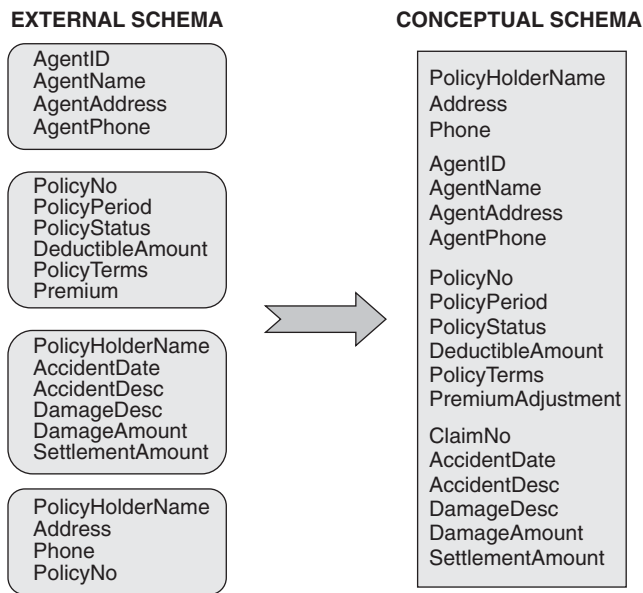 EXTERNAL SCHEMA
AgentID
AgentName
AgentAddress
AgentPhone
PolicyNo
PolicyPeriod
PolicyStatus
DeductibleAmount
PolicyTerms
Premium
PolicyHolderName
AccidentDate
AccidentDesc
DamageDesc
DamageAmount
SettlementAmount
PolicyHolderName
Address
Phone
PolicyNo
CONCEPTUAL SCHEMA
PolicyHolderName
Address
Phone
AgentID
AgentName
AgentAddress
AgentPhone
PolicyNo
PolicyPeriod
PolicyStatus
DeductibleAmount
PolicyTerms
PremiumAdjustment
ClaimNo
AccidentDate
AccidentDesc
DamageDesc
DamageAmount
SettlementAmount